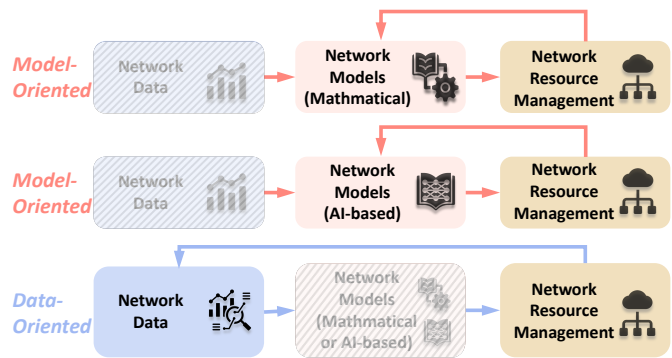 Model-
Oriented
Network
Data
Network
Models
(Mathmatical)
Network
Resource
Management
Model-
Oriented
Network
Data
Network
Models
(AI-based)
Network
Resource
Management
Data-
Oriented
Network
Data
Network
Models
(Mathmatical
or AI-based)
Network
Resource
Management